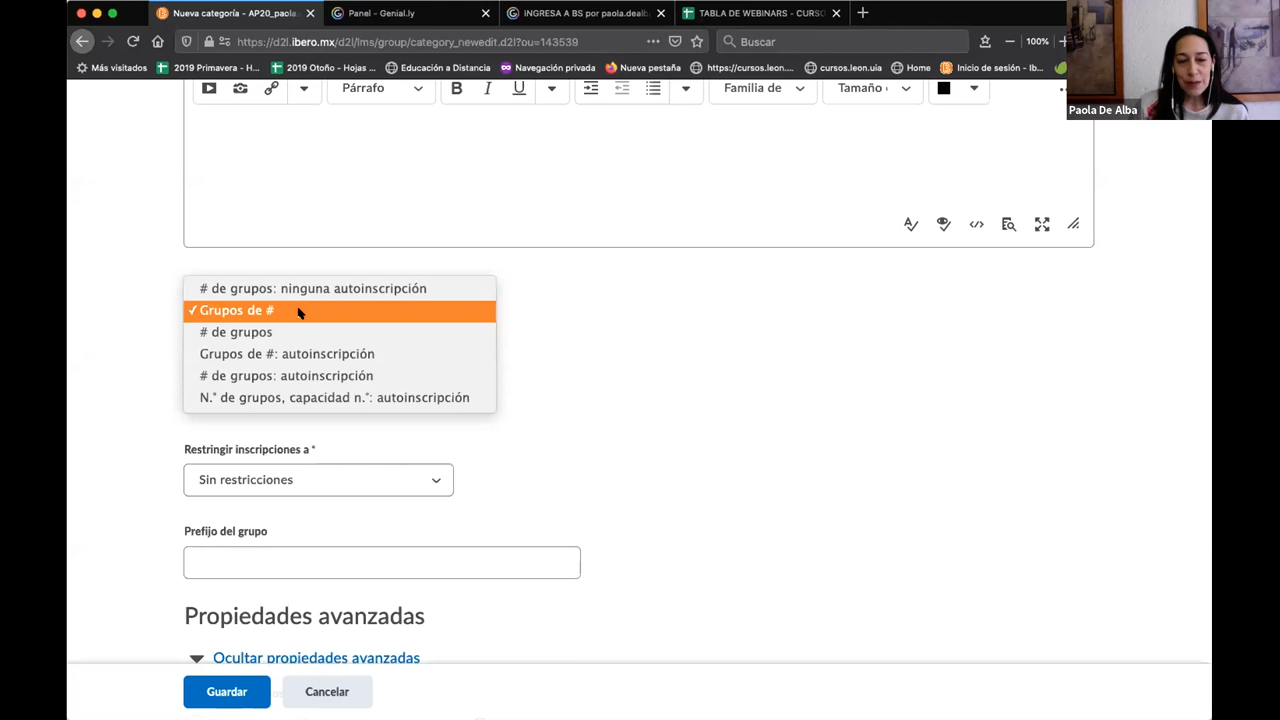 Nueva categoría - AP20_paola.
Panel - Genial.ly
INGRESA A BS por paola.dealb
TABLA DE WEBINARS - CURSO
https://d2l.ibero.mx/d2l/lms/group/category_newedit.d2l?ou=143539
Buscar
100%
Más visitados
2019 Primavera - H...
2019 Otoño - Hojas ...
Educación a Distanc...
Navegación privada
Nueva pestaña
https://cursos.leon....
cursos.leon.uia
Home
Inicio de sesión - Ib...
Paola De Alba
Párrafo
B I U
Familia de
Tamaño
# de grupos: ninguna autoinscripción
✓ Grupos de #
# de grupos
Grupos de #: autoinscripción
# de grupos: autoinscripción
N.° de grupos, capacidad n.°: autoinscripción
Restringir inscripciones a *
Sin restricciones
Prefijo del grupo
Propiedades avanzadas
Ocultar propiedades avanzadas
Guardar
Cancelar